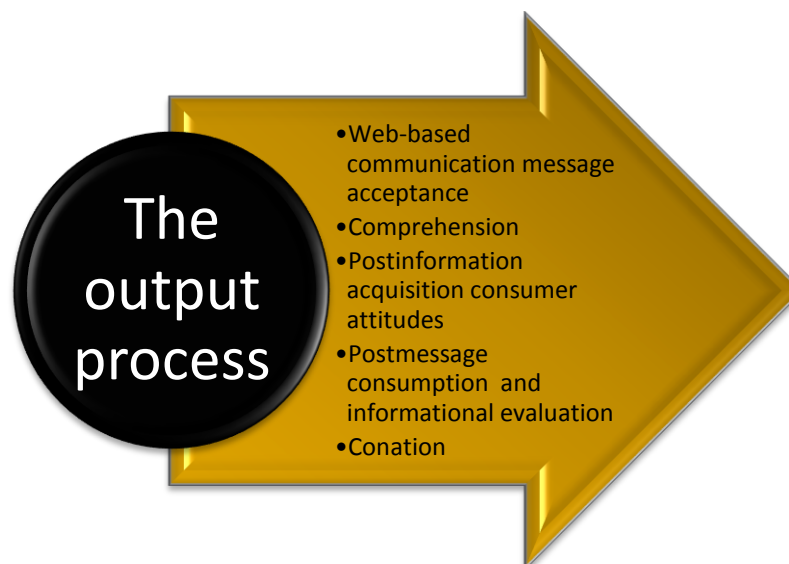 The
output
process
•Web-based
communication message
acceptance
•Comprehension
•Postinformation
acquisition consumer
attitudes
•Postmessage
consumption and
informational evaluation
•Conation